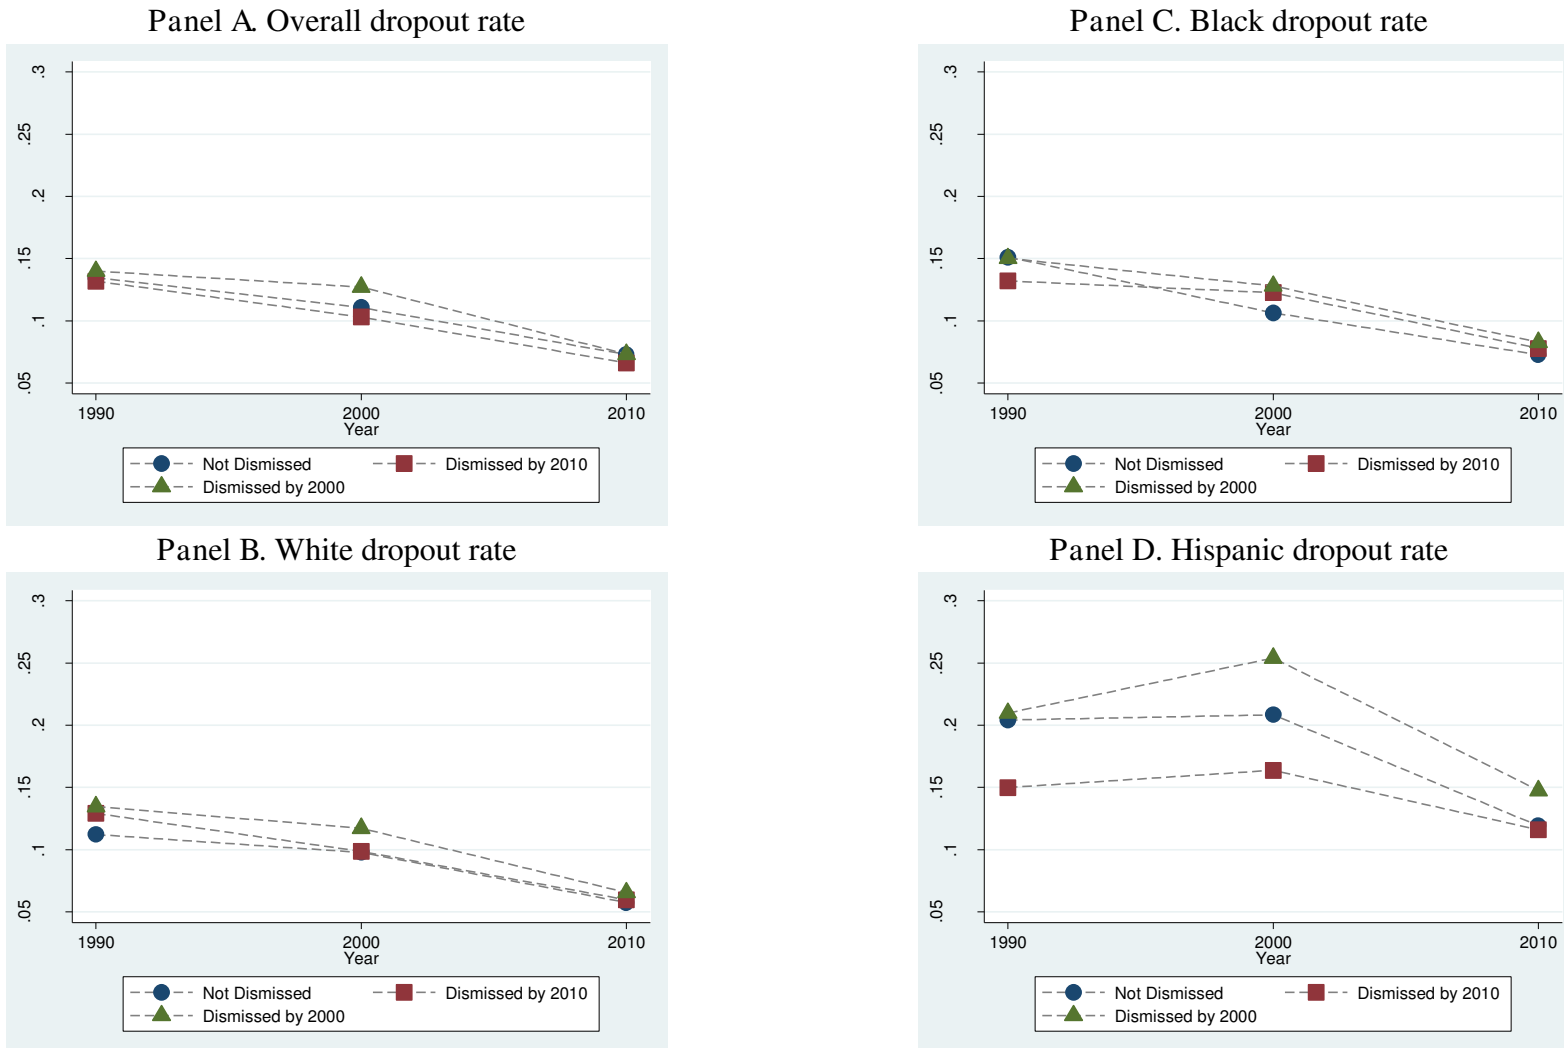 Panel A. Overall dropout rate
.3
.25
.2
.15
.1
.05
1990 2000 2010
Year
Not Dismissed Dismissed by 2010
Dismissed by 2000
Panel C. Black dropout rate
.3
.25
.2
.15
.1
.05
1990 2000 2010
Year
Not Dismissed Dismissed by 2010
Dismissed by 2000
Panel B. White dropout rate
.3
.25
.2
.15
.1
.05
1990 2000 2010
Year
Not Dismissed Dismissed by 2010
Dismissed by 2000
Panel D. Hispanic dropout rate
.3
.25
.2
.15
.1
.05
1990 2000 2010
Year
Not Dismissed Dismissed by 2010
Dismissed by 2000